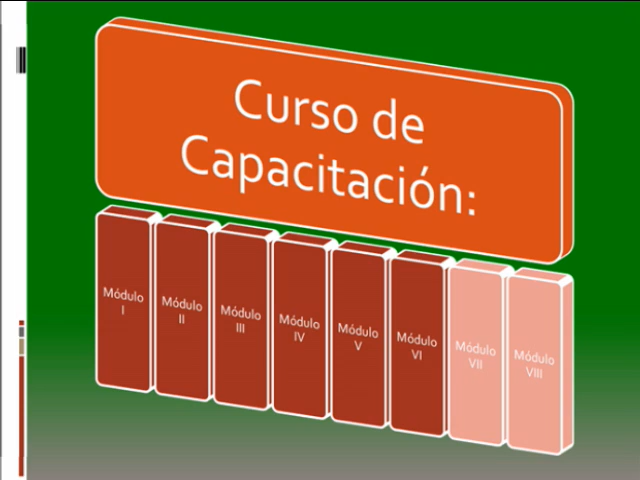 Curso de
Capacitación:
Módulo
I
Módulo
II
Módulo
III
Módulo
IV
Módulo
V
Módulo
VI
Módulo
VII
Módulo
VIII